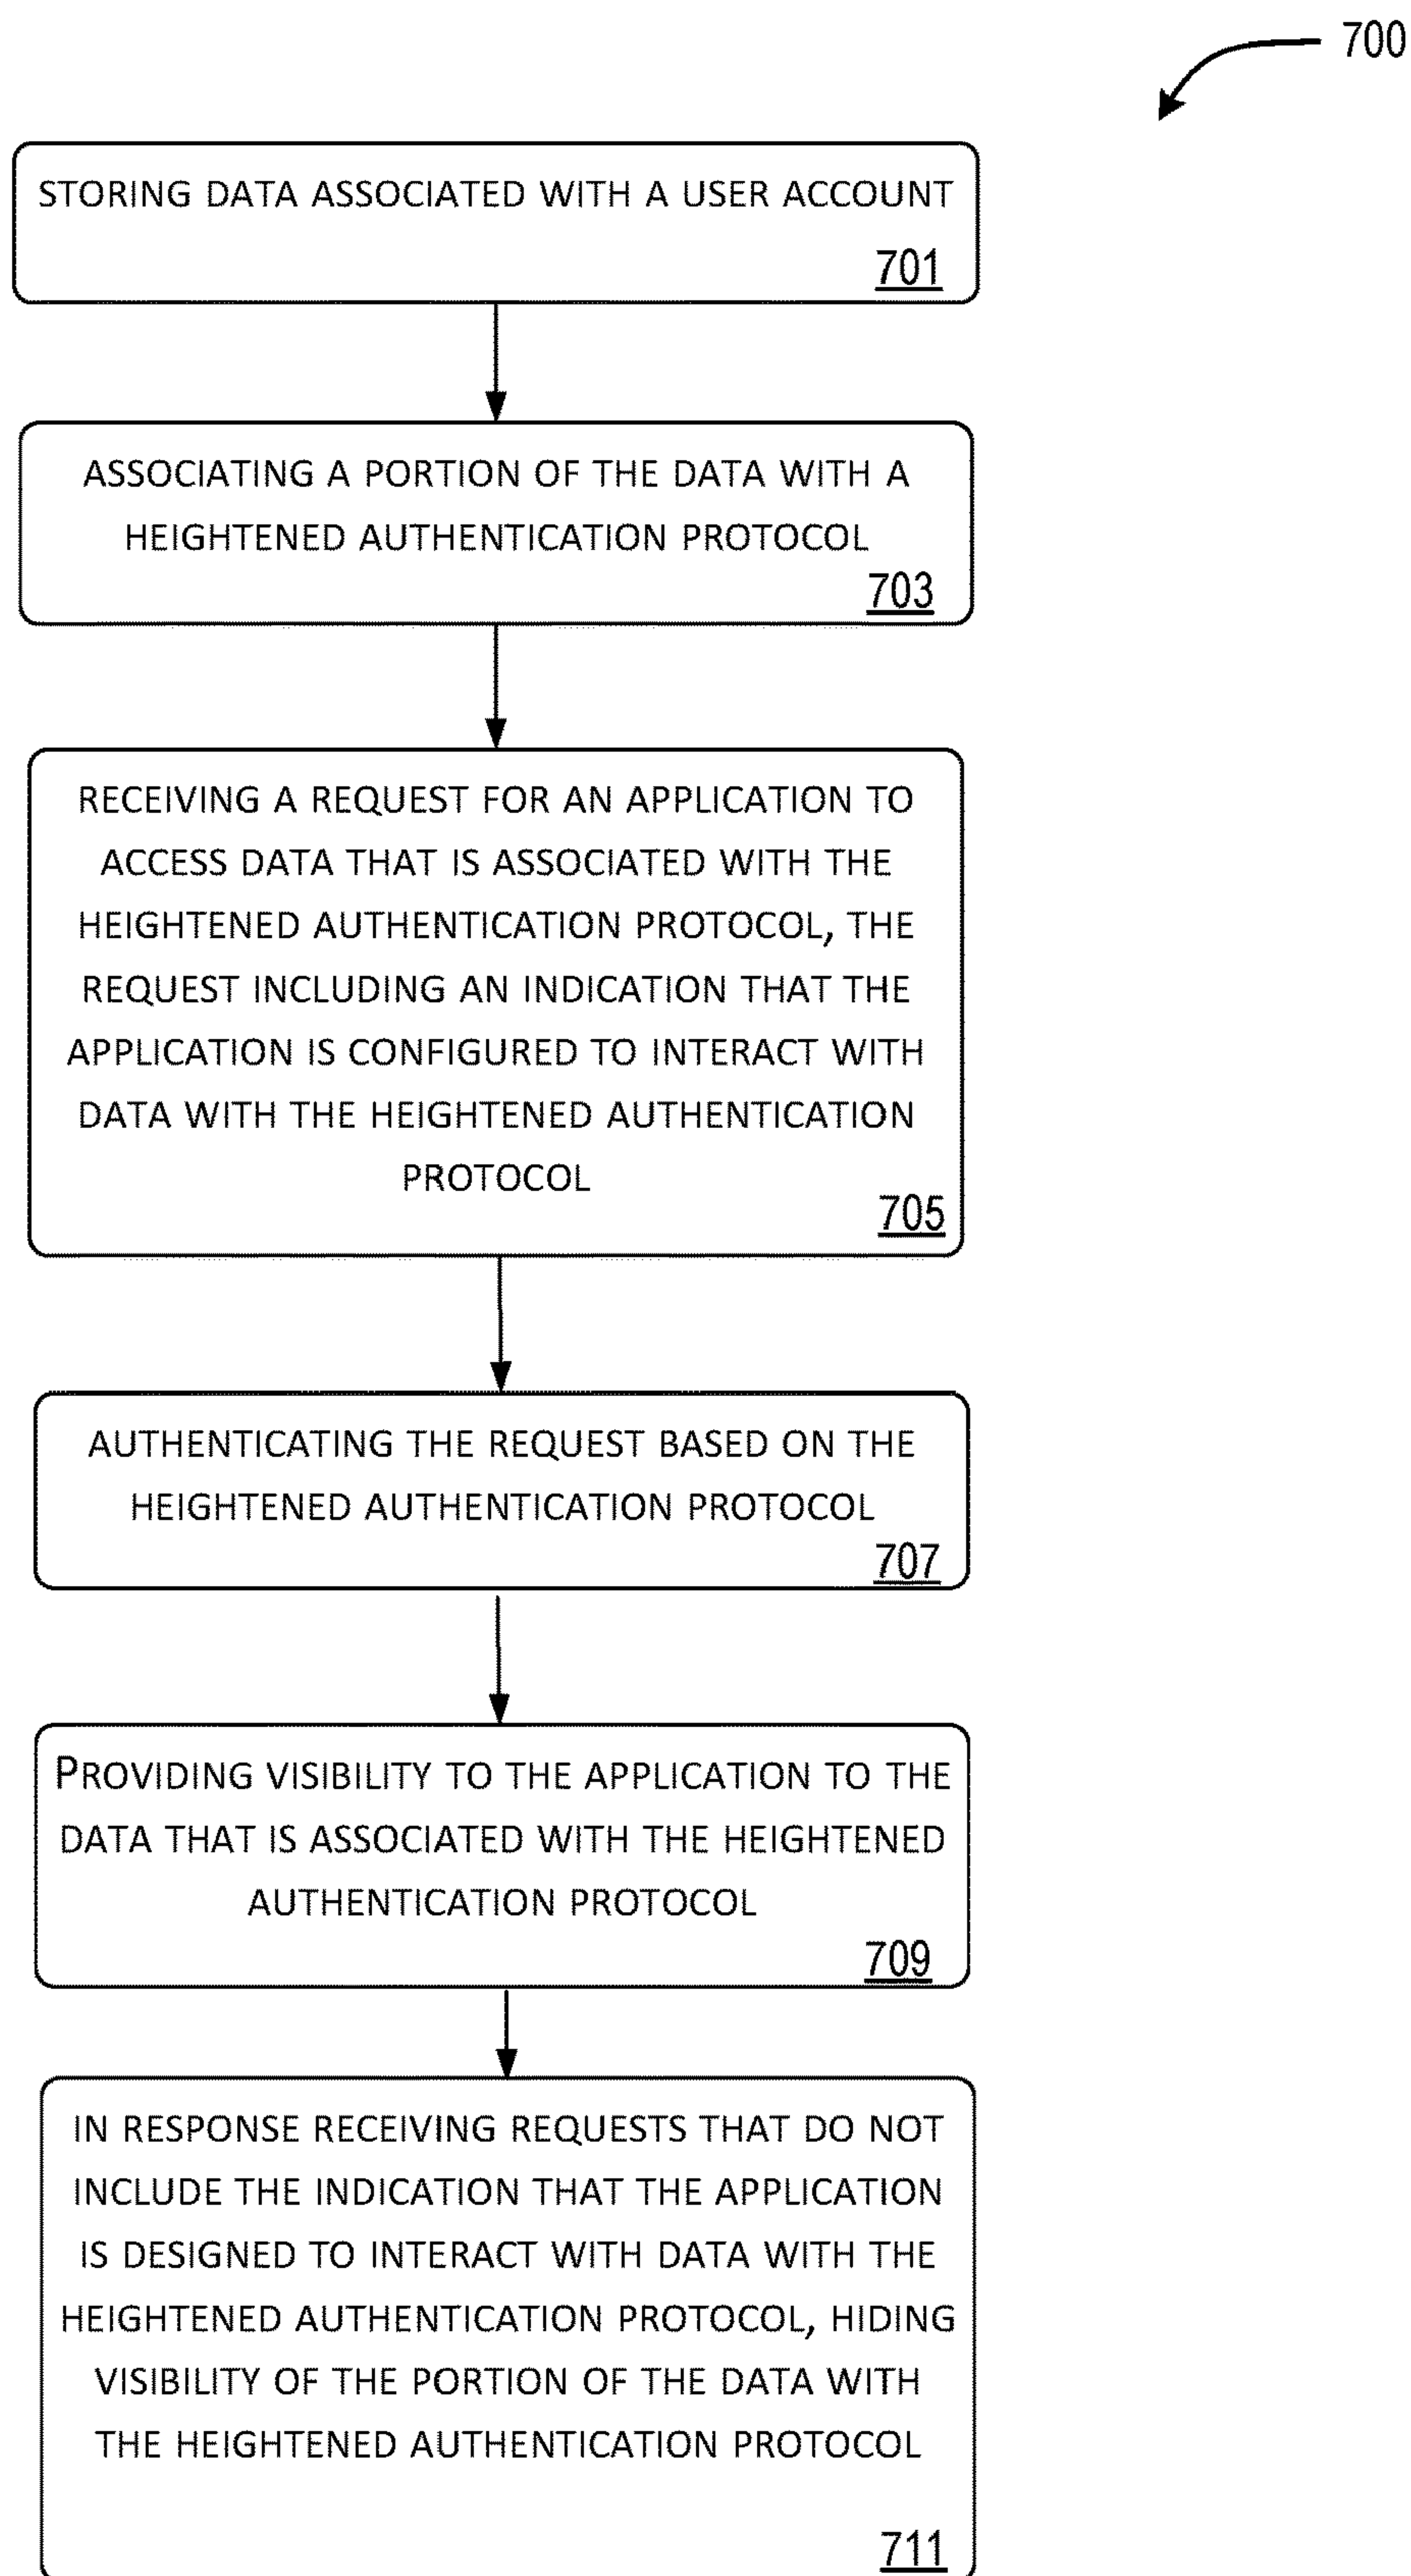 700
STORING DATA ASSOCIATED WITH A USER ACCOUNT
701
ASSOCIATING A PORTION OF THE DATA WITH A
HEIGHTENED AUTHENTICATION PROTOCOL
703
RECEIVING A REQUEST FOR AN APPLICATION TO
ACCESS DATA THAT IS ASSOCIATED WITH THE
HEIGHTENED AUTHENTICATION PROTOCOL, THE
REQUEST INCLUDING AN INDICATION THAT THE
APPLICATION IS CONFIGURED TO INTERACT WITH
DATA WITH THE HEIGHTENED AUTHENTICATION
PROTOCOL
705
AUTHENTICATING THE REQUEST BASED ON THE
HEIGHTENED AUTHENTICATION PROTOCOL
707
PROVIDING VISIBILITY TO THE APPLICATION TO THE
DATA THAT IS ASSOCIATED WITH THE HEIGHTENED
AUTHENTICATION PROTOCOL
709
IN RESPONSE RECEIVING REQUESTS THAT DO NOT
INCLUDE THE INDICATION THAT THE APPLICATION
IS DESIGNED TO INTERACT WITH DATA WITH THE
HEIGHTENED AUTHENTICATION PROTOCOL, HIDING
VISIBILITY OF THE PORTION OF THE DATA WITH
THE HEIGHTENED AUTHENTICATION PROTOCOL
711